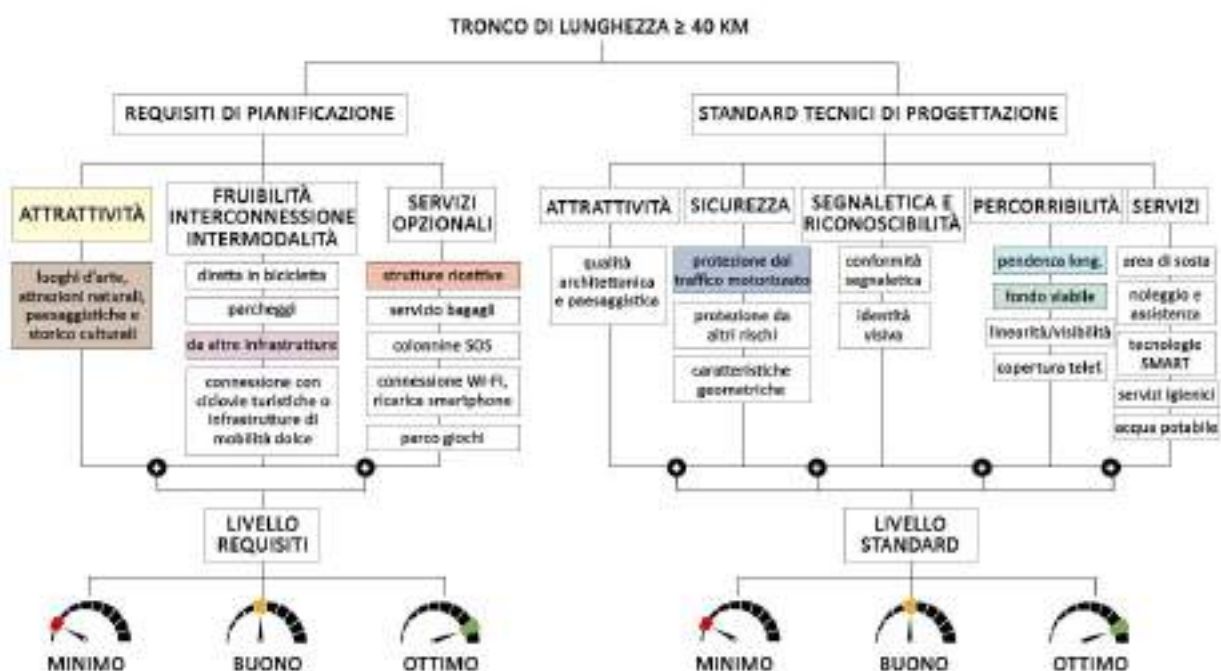 TRONCO DI LUNGHEZZA ≥ 40 KM
REQUISITI DI PIANIFICAZIONE
STANDARD TECNICI DI PROGETTAZIONE
ATTRATTIVITÀ
luoghi d'arte,
attrazioni naturali,
paesaggistiche e
storico culturali
FRUIBILITÀ
INTERCONNESSIONE
INTERMODALITÀ
diretta in bicicletta
parcheggi
da altre infrastrutture
connessione con
ciclovie turistiche o
infrastrutture di
mobilità dolce
SERVIZI
OPZIONALI
strutture ricettive
servizio bagagli
colonnine SOS
connessione WI-FI,
ricarica smartphone
parco giochi
ATTRATTIVITÀ
qualità
architettonica
e paesaggistica
SICUREZZA
protezione dal
traffico motorizzato
protezione da
altri rischi
caratteristiche
geometriche
SEGNALETICA E
RICONOSCIBILITÀ
conformità
segnaletica
identità
visiva
PERCORRIBILITÀ
pendenza long.
fondo viabile
linearità/visibilità
copertura telef.
SERVIZI
area di sosta
noleggio e
assistenza
tecnologie
SMART
servizi igienici
acqua potabile
LIVELLO
REQUISITI
LIVELLO
STANDARD
MINIMO
BUONO
OTTIMO
MINIMO
BUONO
OTTIMO